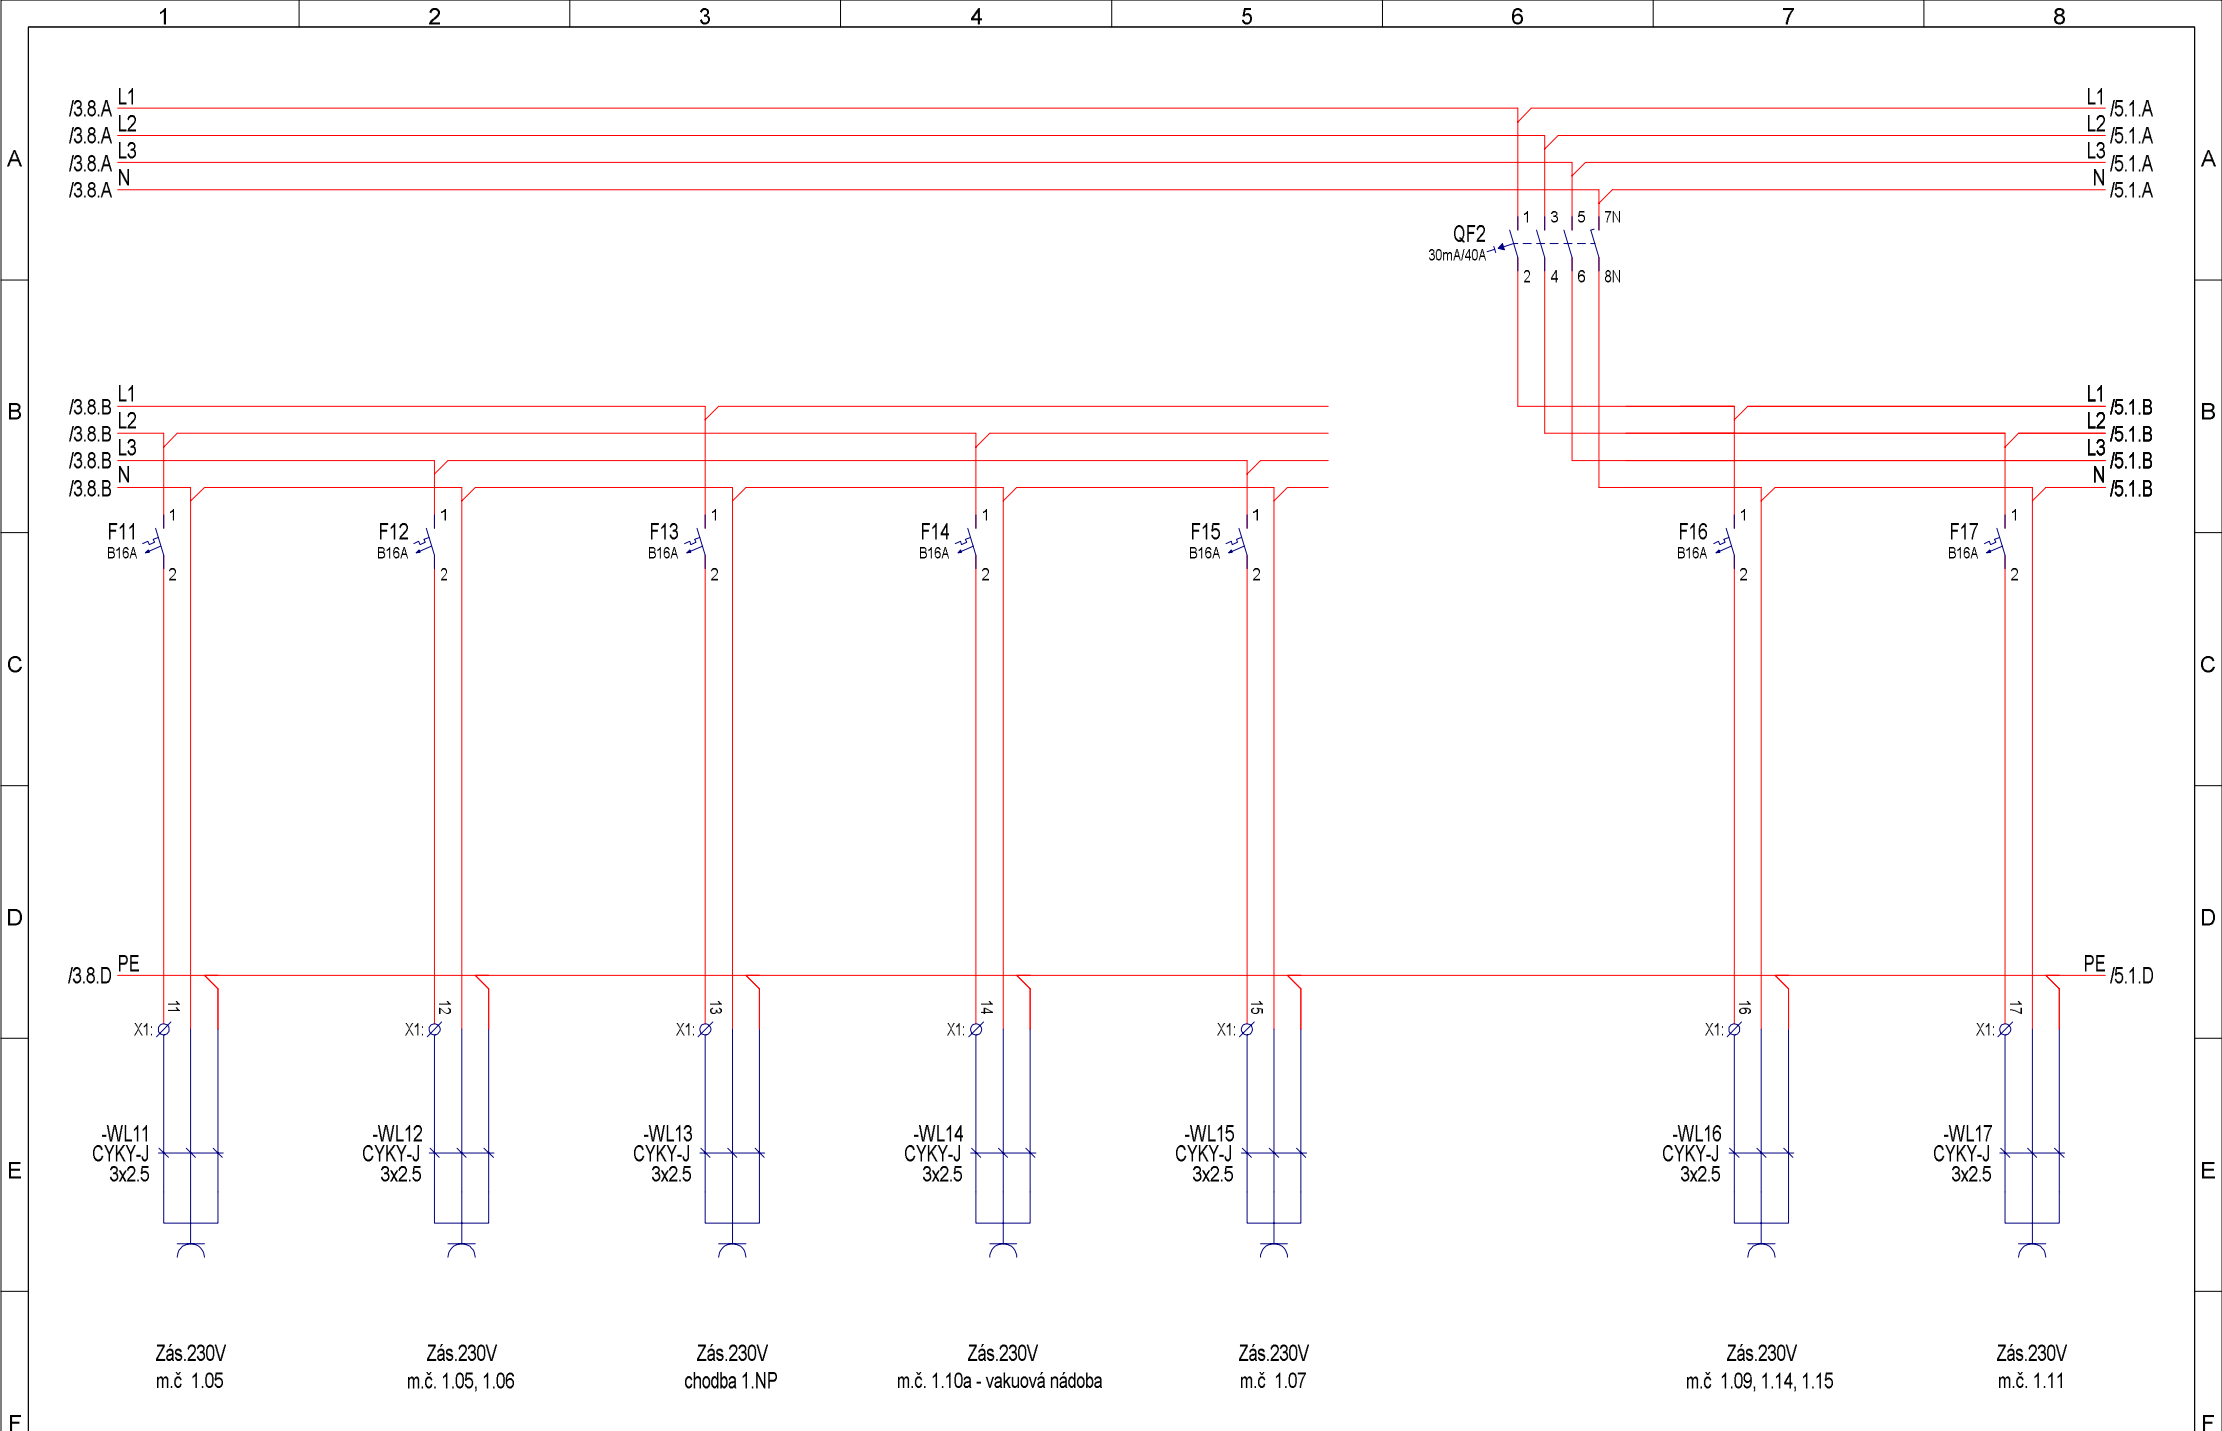 1 2 3 4 5 6 7 8
/3.8.A L1 L1 /5.1.A
/3.8.A L2 L2 /5.1.A
A /3.8.A L3 L3 /5.1.A A
/3.8.A N N /5.1.A
1 3 5 7N
QF2
30mA/40A
2 4 6 8N
/3.8.B L1 L1 /5.1.B
B B
/3.8.B L2 L2 /5.1.B
/3.8.B L3 L3 /5.1.B
/3.8.B N N /5.1.B
1 1 1 1 1 1 1
F11 F12 F13 F14 F15 F16 F17
B16A B16A B16A B16A B16A B16A B16A
2 2 2 2 2 2 2
C C
D D
/3.8.D PE PE /5.1.D
11 12 13 14 15 16 17
X1: X1: X1: X1: X1: X1: X1:
-WL11 -WL12 -WL13 -WL14 -WL15 -WL16 -WL17
CYKY-J CYKY-J CYKY-J CYKY-J CYKY-J CYKY-J CYKY-J
E 3x2.5 3x2.5 3x2.5 3x2.5 3x2.5 3x2.5 3x2.5 E
Zás.230V Zás.230V Zás.230V Zás.230V Zás.230V Zás.230V Zás.230V
m.č 1.05 m.č. 1.05, 1.06 chodba 1.NP m.č. 1.10a - vakuová nádoba m.č 1.07 m.č 1.09, 1.14, 1.15 m.č. 1.11
F F